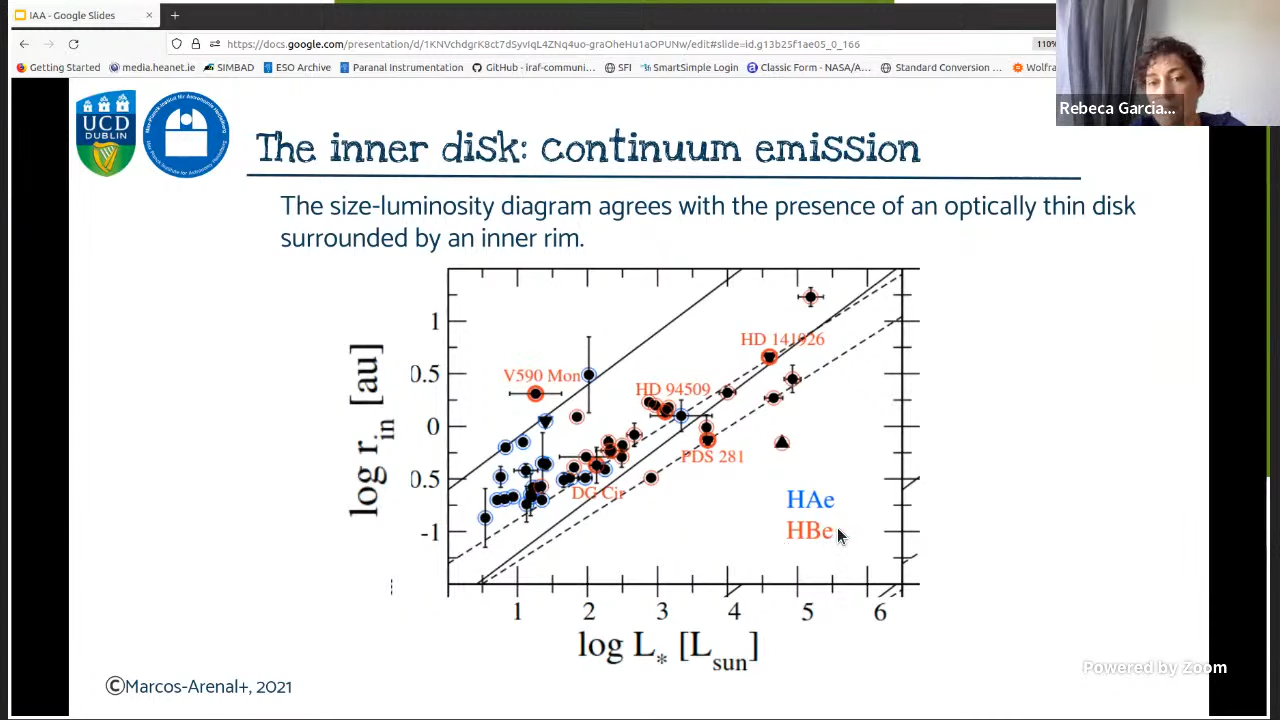 IAA - Google Slides
https://docs.google.com/presentation/d/1KNVchdgrK8ct7dSyvIqL4ZNq4uo-graOheHu1aOPUNw/edit#slide=id.g13b25f1ae05_0_166
110%
Getting Started
media.heanet.ie
SIMBAD
ESO Archive
Paranal Instrumentation
GitHub - iraf-communi...
SFI
SmartSimple Login
Classic Form - NASA/A...
Standard Conversion ...
Wolfra
Rebeca Garcia...
UCD
DUBLIN
The inner disk: continuum emission
The size-luminosity diagram agrees with the presence of an optically thin disk
surrounded by an inner rim.
log r_in [au]
1
0.5
0
0.5
-1
V590 Mon
HD 94509
HD 141926
PDS 281
DG Cir
HAe
HBe
1 2 3 4 5 6
log L_* [L_sun]
©Marcos-Arenal+, 2021
Powered by Zoom